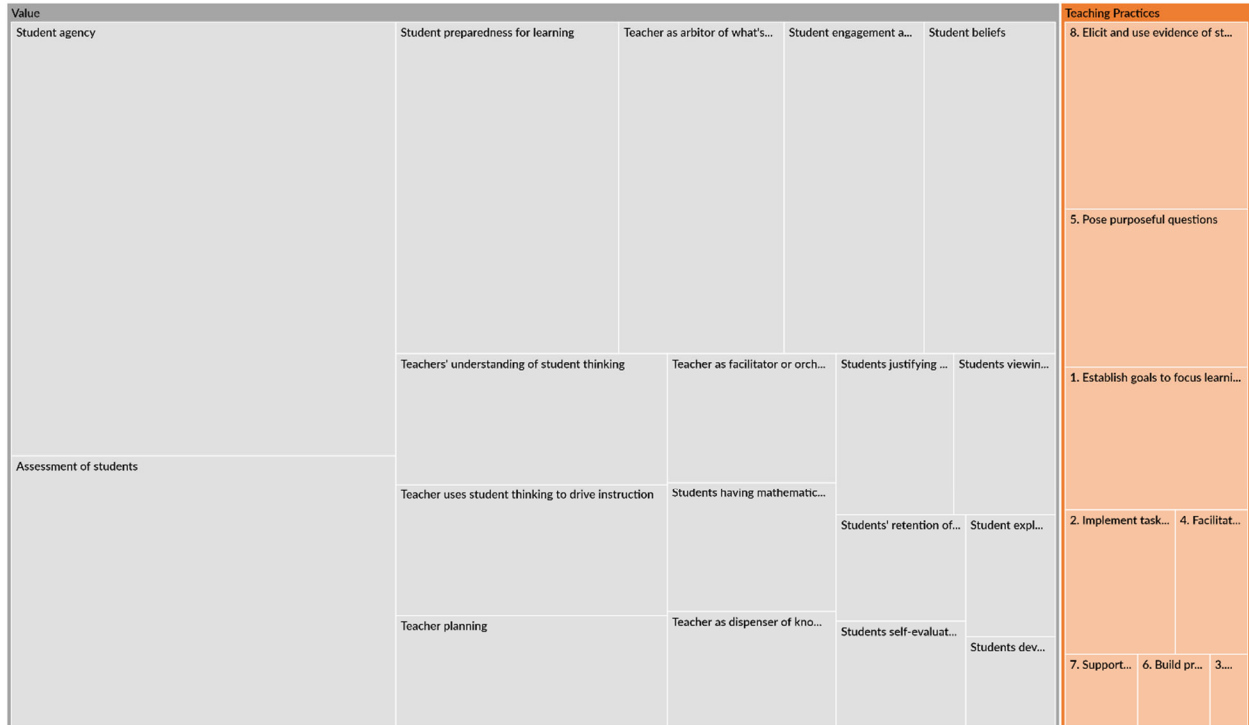 Value
Student agency
Student preparedness for learning
Teacher as arbitor of what's...
Student engagement a...
Student beliefs
Teachers' understanding of student thinking
Teacher as facilitator or orch...
Students justifying ...
Students viewin...
Assessment of students
Teacher uses student thinking to drive instruction
Students having mathematic...
Students' retention of...
Student expl...
Teacher planning
Teacher as dispenser of kno...
Students self-evaluat...
Students dev...
Teaching Practices
8. Elicit and use evidence of st...
5. Pose purposeful questions
1. Establish goals to focus learni...
2. Implement task...
4. Facilitat...
7. Support...
6. Build pr...
3....